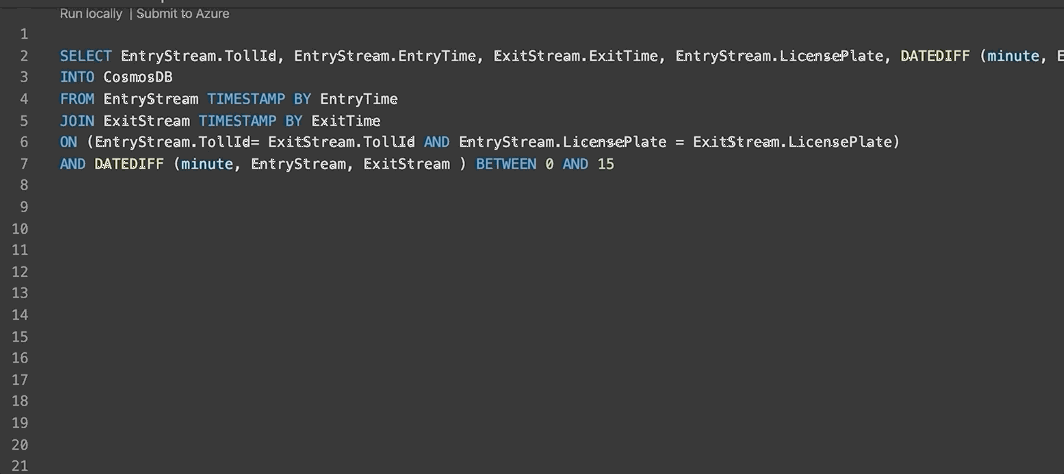 Run locally | Submit to Azure
1
2 SELECT EntryStream.TollId, EntryStream.EntryTime, ExitStream.ExitTime, EntryStream.LicensePlate, DATEDIFF (minute, E
3 INTO CosmosDB
4 FROM EntryStream TIMESTAMP BY EntryTime
5 JOIN ExitStream TIMESTAMP BY ExitTime
6 ON (EntryStream.TollId= ExitStream.TollId AND EntryStream.LicensePlate = ExitStream.LicensePlate)
7 AND DATEDIFF (minute, EntryStream, ExitStream ) BETWEEN 0 AND 15
8
9
10
11
12
13
14
15
16
17
18
19
20
21